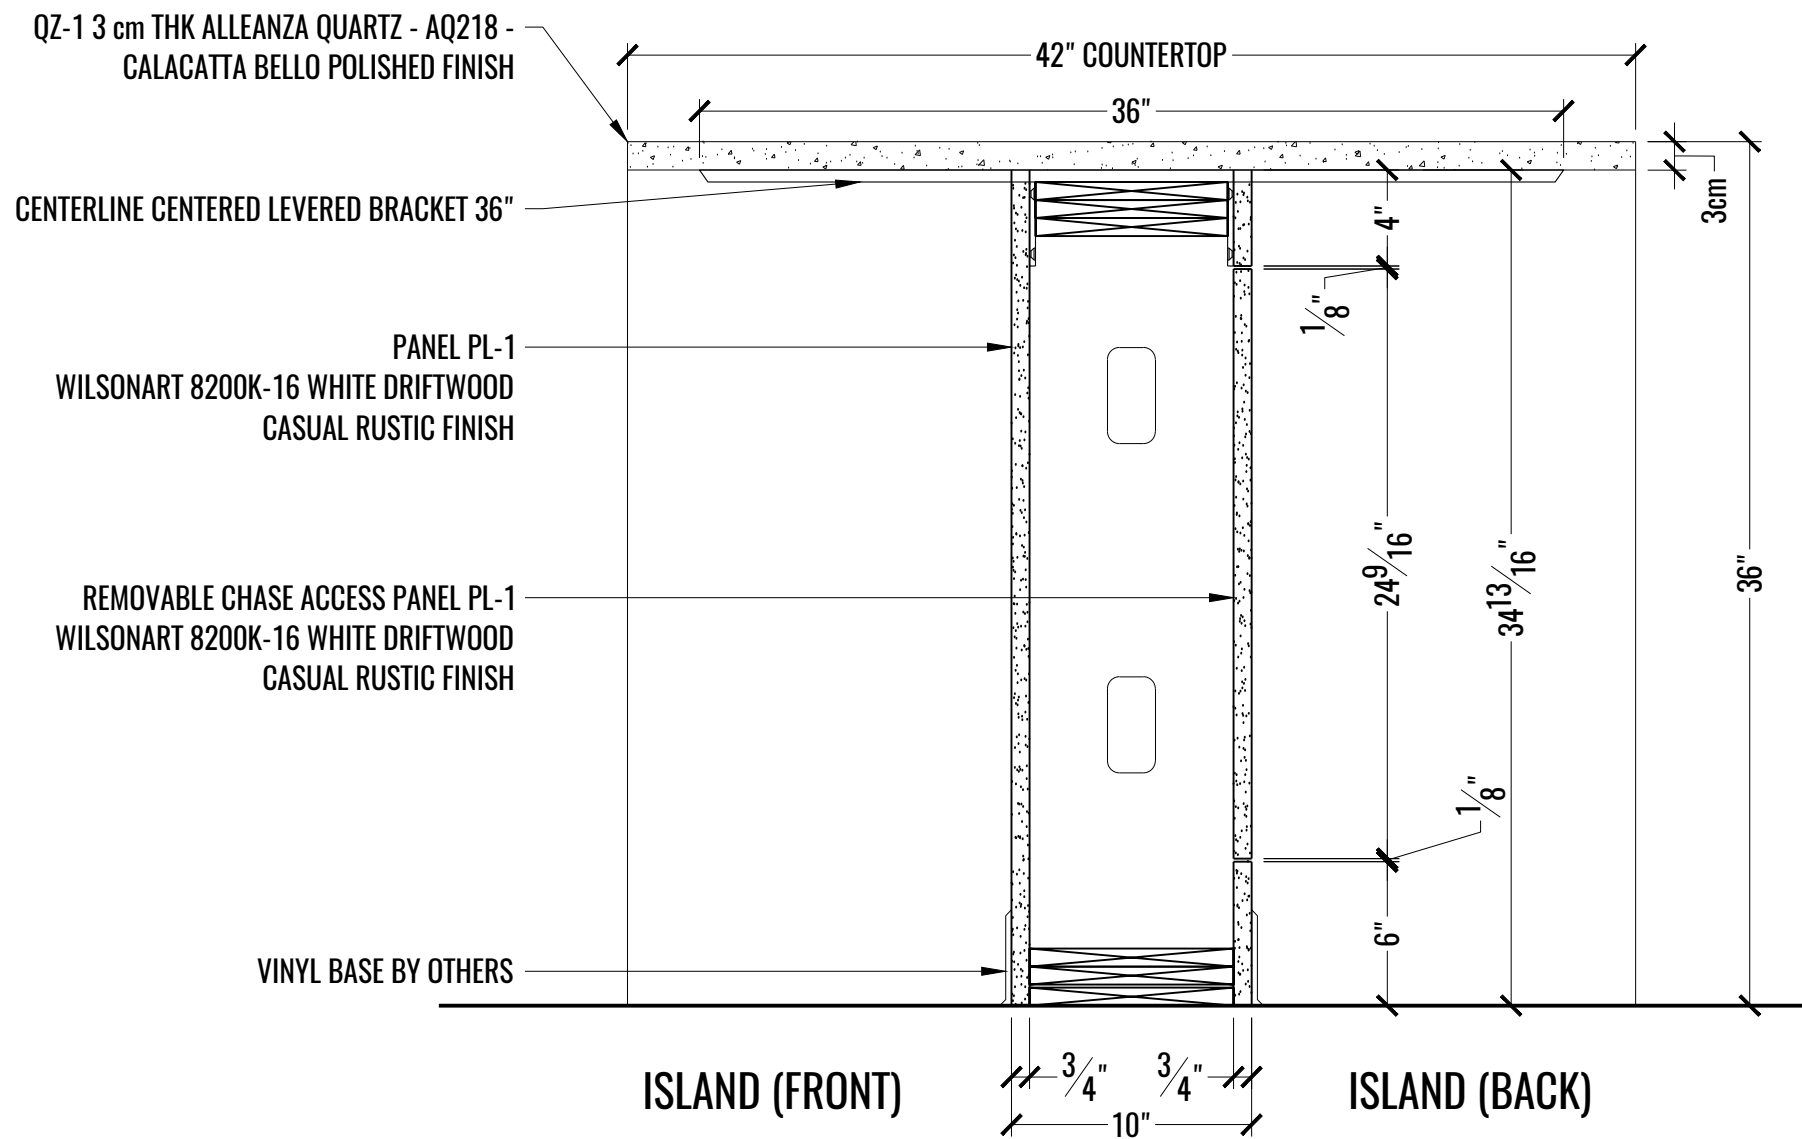 QZ-1 3 cm THK ALLEANZA QUARTZ - AQ218 -
CALACATTA BELLO POLISHED FINISH
42" COUNTERTOP
36"
3cm
CENTERLINE CENTERED LEVERED BRACKET 36"
4"
1/8"
PANEL PL-1
WILSONART 8200K-16 WHITE DRIFTWOOD
CASUAL RUSTIC FINISH
24 9/16"
34 13/16"
36"
REMOVABLE CHASE ACCESS PANEL PL-1
WILSONART 8200K-16 WHITE DRIFTWOOD
CASUAL RUSTIC FINISH
1/8"
6"
VINYL BASE BY OTHERS
ISLAND (FRONT)
3/4"
3/4"
ISLAND (BACK)
10"